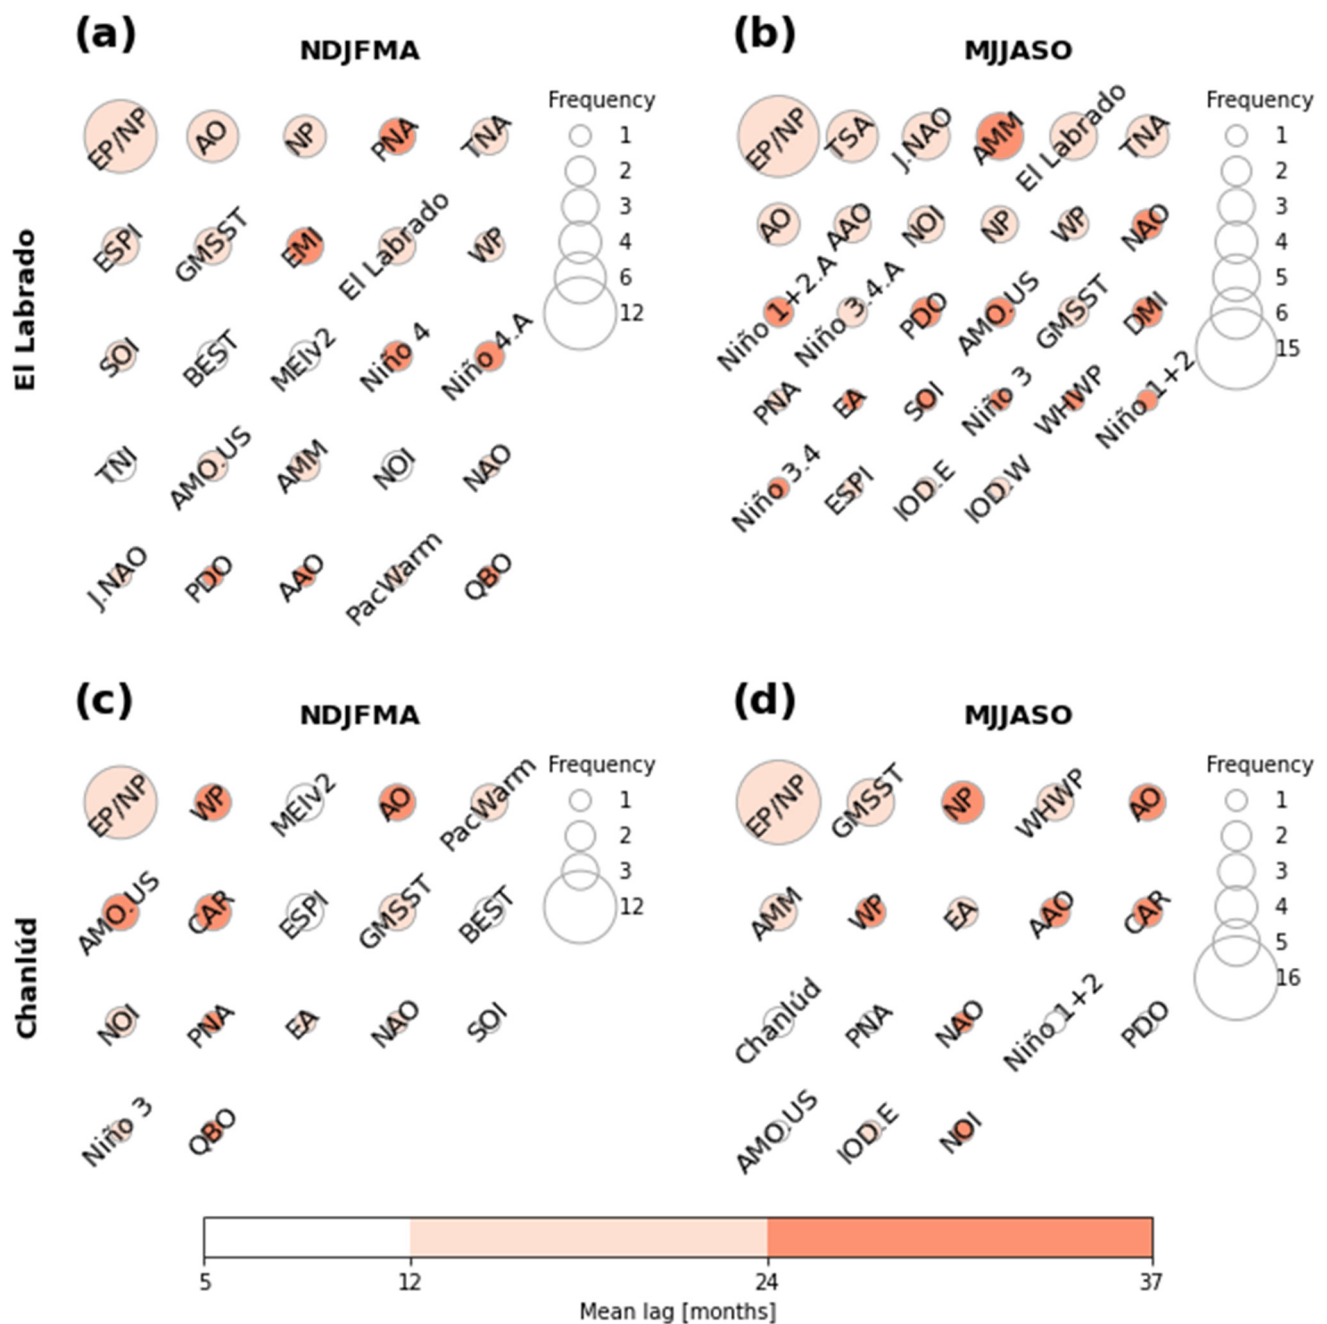 (a)
NDJFMA
El Labrado
EP/NP AO NP PNA TNA
ESPI GMSST EMI El Labrado WP
SOI BEST MEIv2 Niño 4 Niño 4.A
TNI AMO.US AMM NOI NAO
J.NAO PDO AAO PacWarm QBO
Frequency
1
2
3
4
6
12
(b)
MJJASO
EP/NP TSA J.NAO AMM El Labrado TNA
AO AAO NOI NP WP NAO
Niño 1+2.A Niño 3.4.A PDO AMO.US GMSST DMI
PNA EA SOI Niño 3 WHWP Niño 1+2
Niño 3.4 ESPI IOD.E IOD.W
Frequency
1
2
3
4
5
6
15
(c)
NDJFMA
Chanlúd
EP/NP WP MEIv2 AO PacWarm
AMO.US CAR ESPI GMSST BEST
NOI PNA EA NAO SOI
Niño 3 QBO
Frequency
1
2
3
12
(d)
MJJASO
EP/NP GMSST NP WHWP AO
AMM WP EA AAO CAR
Chanlúd PNA NAO Niño 1+2 PDO
AMO.US IOD.E NOI
Frequency
1
2
3
4
5
16
5 12 24 37
Mean lag [months]